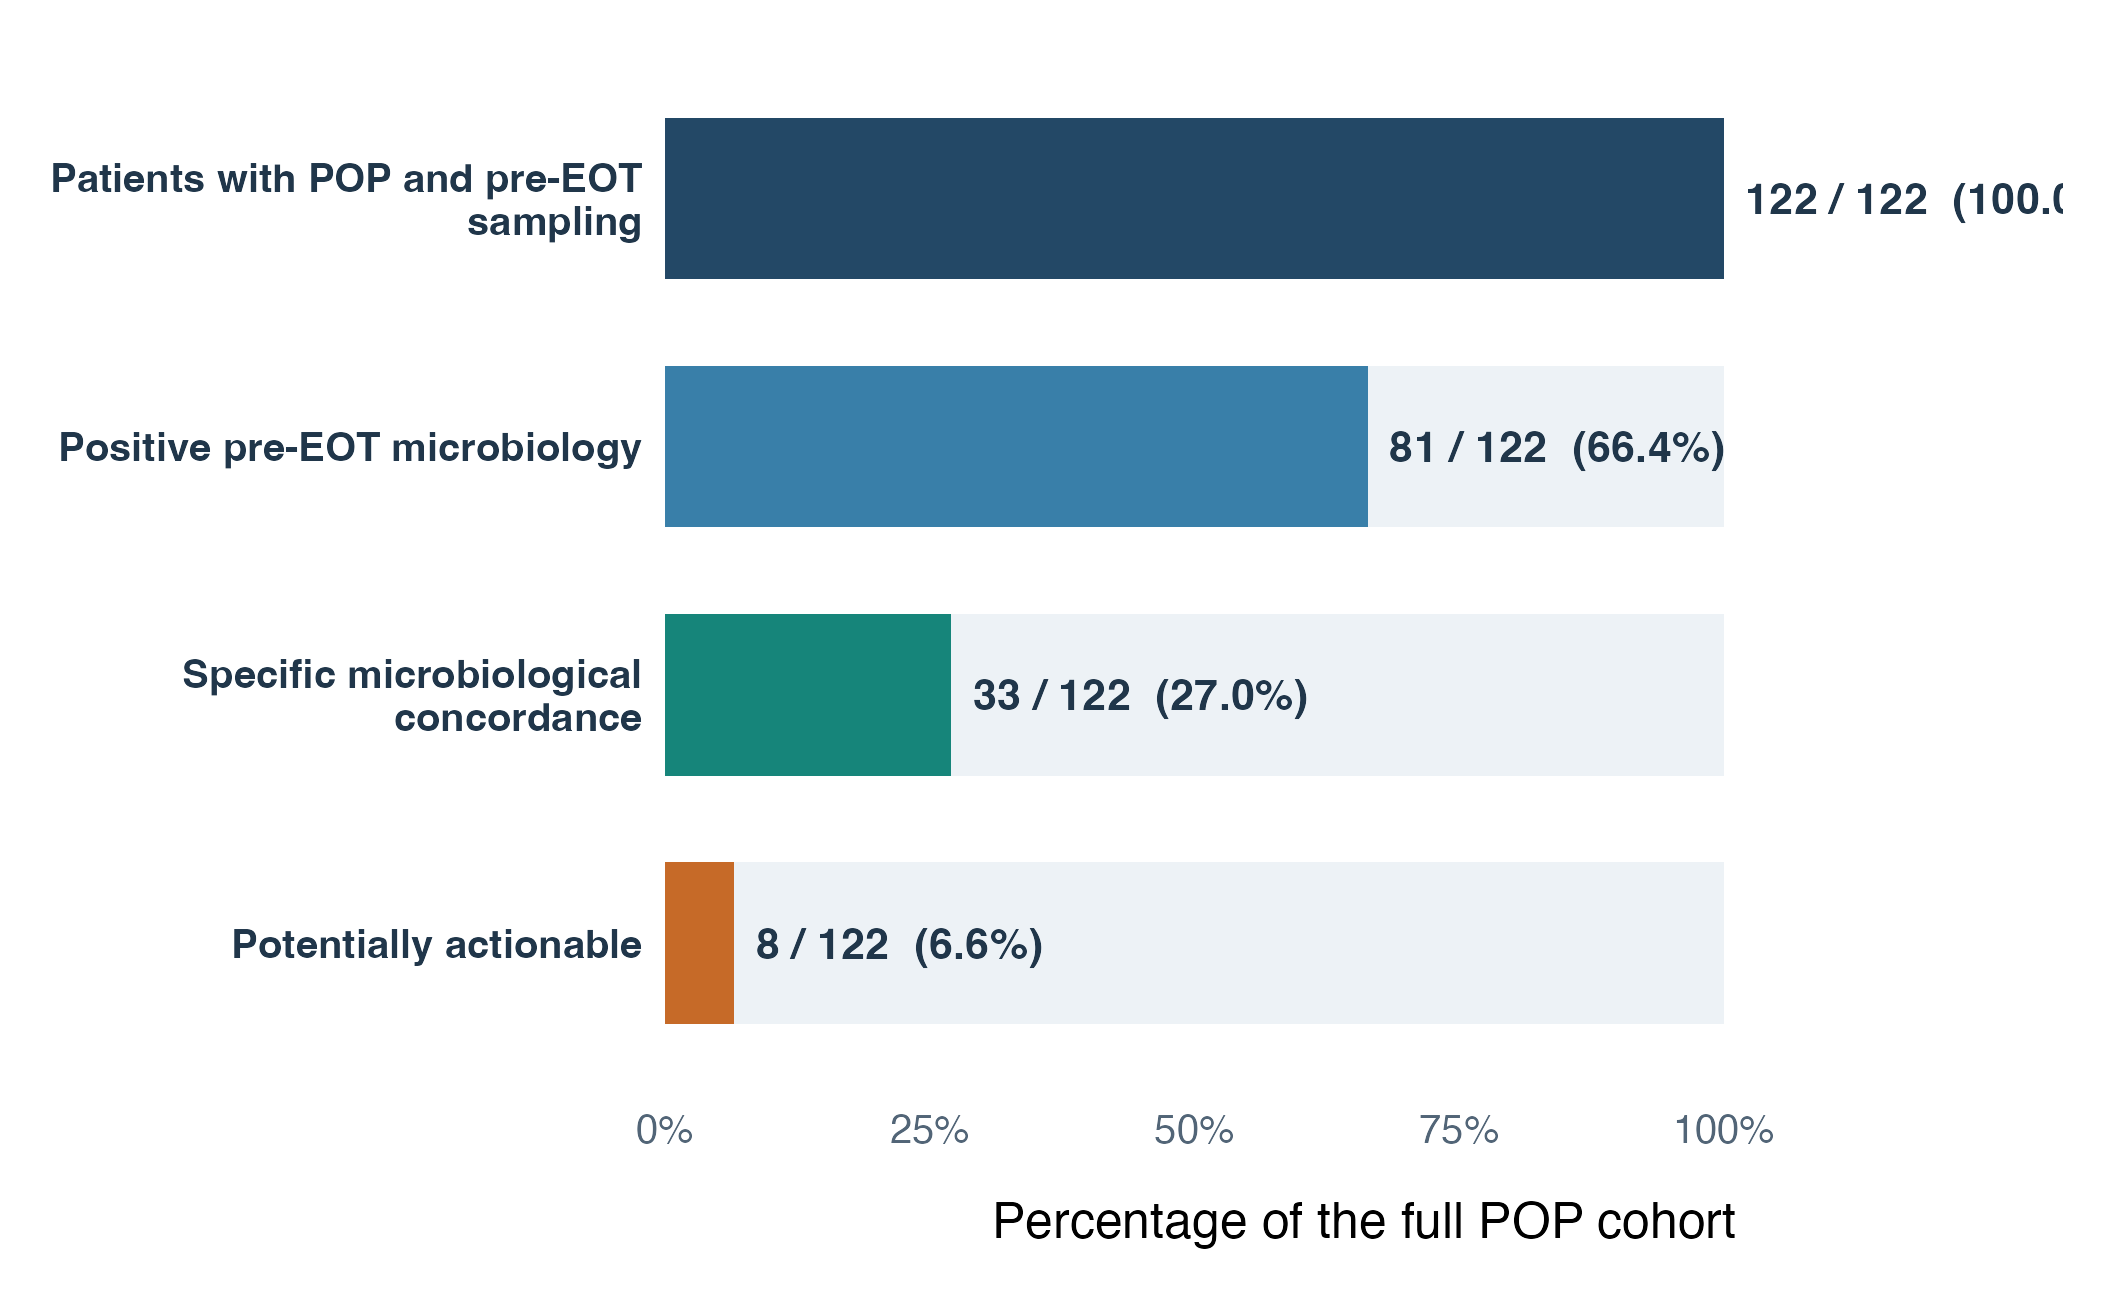 Patients with POP and pre-EOT
sampling
122 / 122 (100.0
Positive pre-EOT microbiology
81 / 122 (66.4%)
Specific microbiological
concordance
33 / 122 (27.0%)
Potentially actionable
8 / 122 (6.6%)
0% 25% 50% 75% 100%
Percentage of the full POP cohort